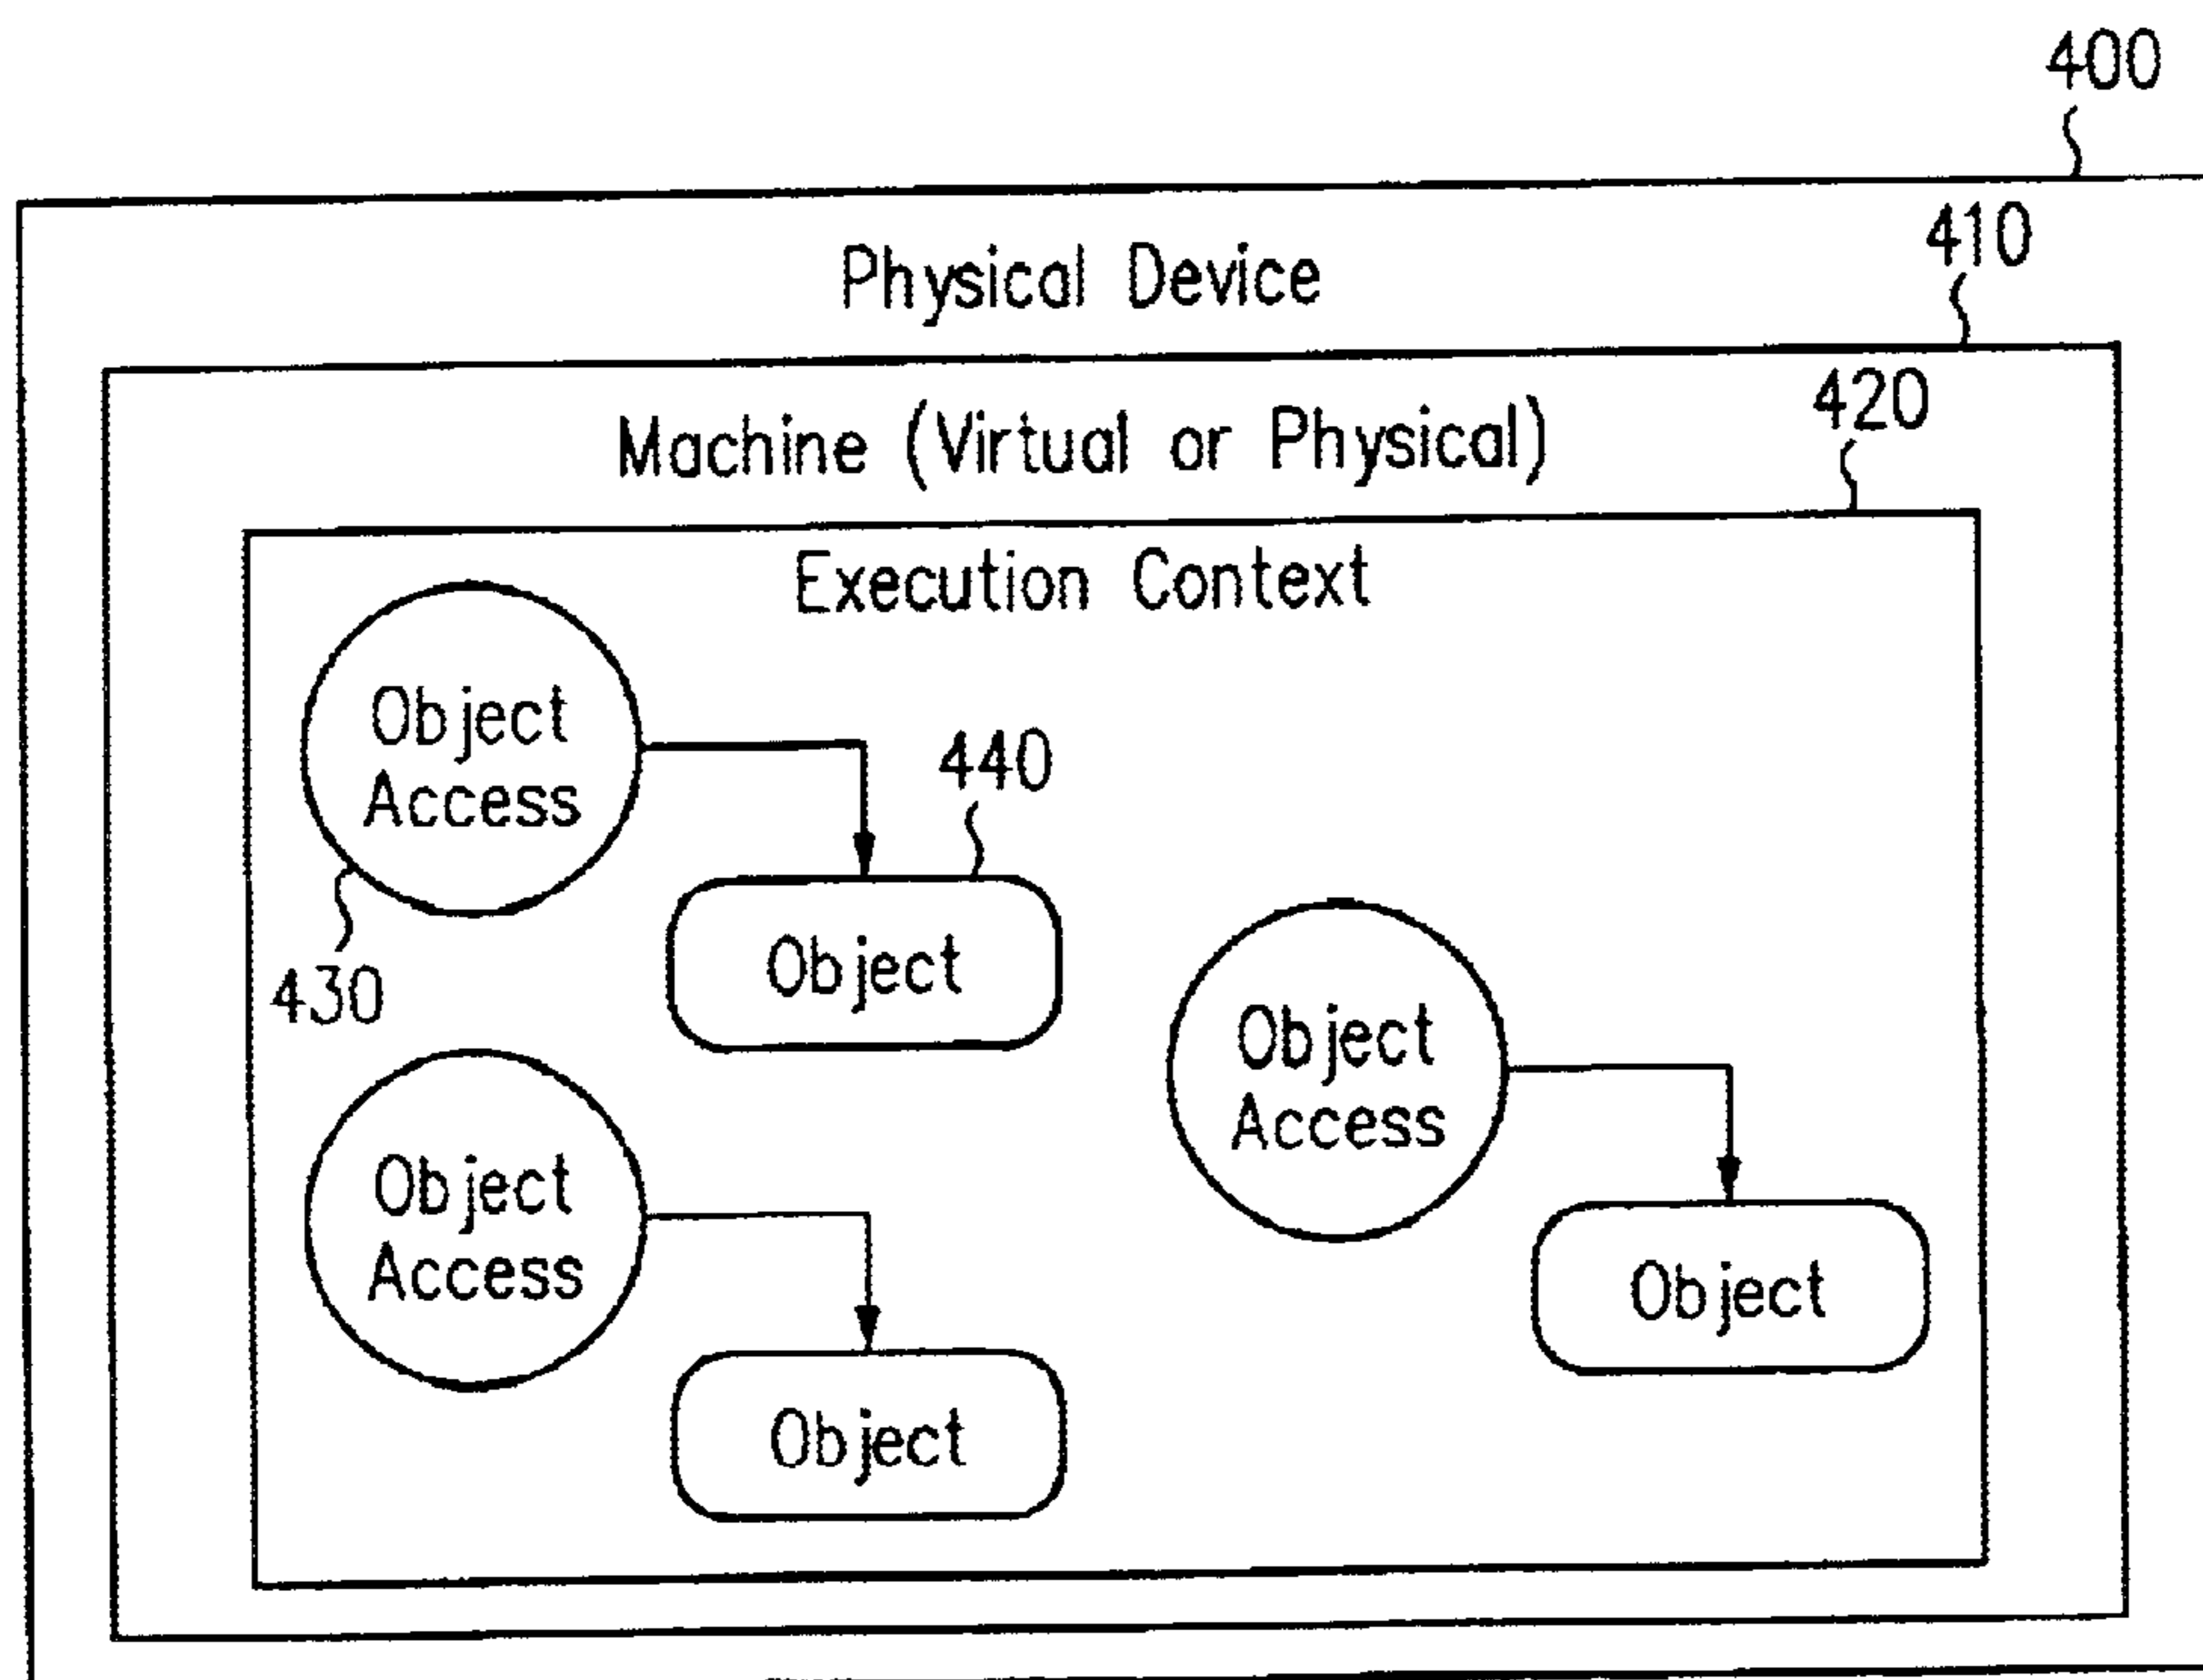 400
410
Physical Device
420
Machine (Virtual or Physical)
Execution Context
Object
Access
440
Object
430
Object
Access
Object
Access
Object
Object